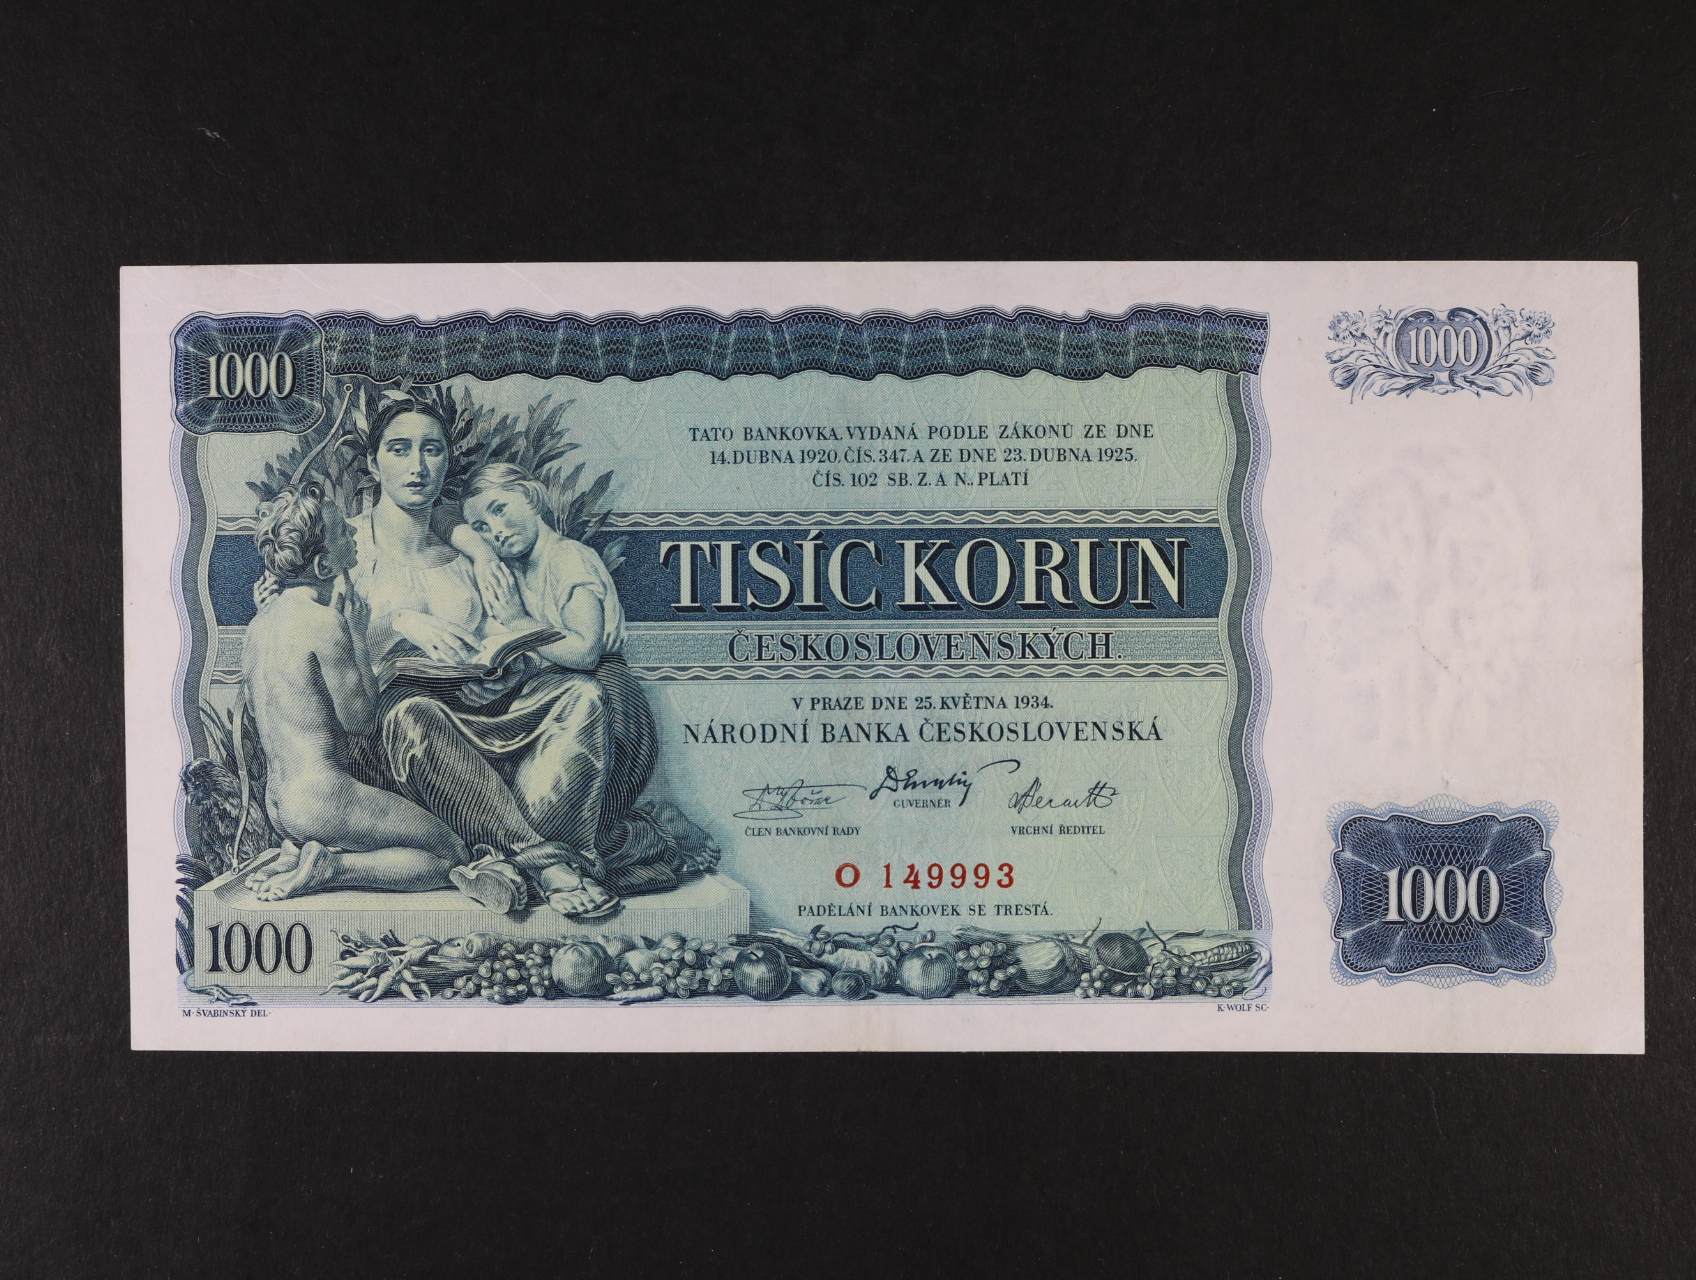 1000
1000
TATO BANKOVKA, VYDANÁ PODLE ZÁKONŮ ZE DNE
14. DUBNA 1920, ČÍS. 347. A ZE DNE 23. DUBNA 1925,
ČÍS. 102 SB. Z. A N., PLATÍ
TISÍC KORUN
ČESKOSLOVENSKÝCH.
V PRAZE DNE 25. KVĚTNA 1934.
NÁRODNÍ BANKA ČESKOSLOVENSKÁ
GUVERNÉR
ČLEN BANKOVNÍ RADY
VRCHNÍ ŘEDITEL
O 149993
PADĚLÁNÍ BANKOVEK SE TRESTÁ.
1000
1000
M. ŠVABINSKÝ DEL.
K. WOLF SC.